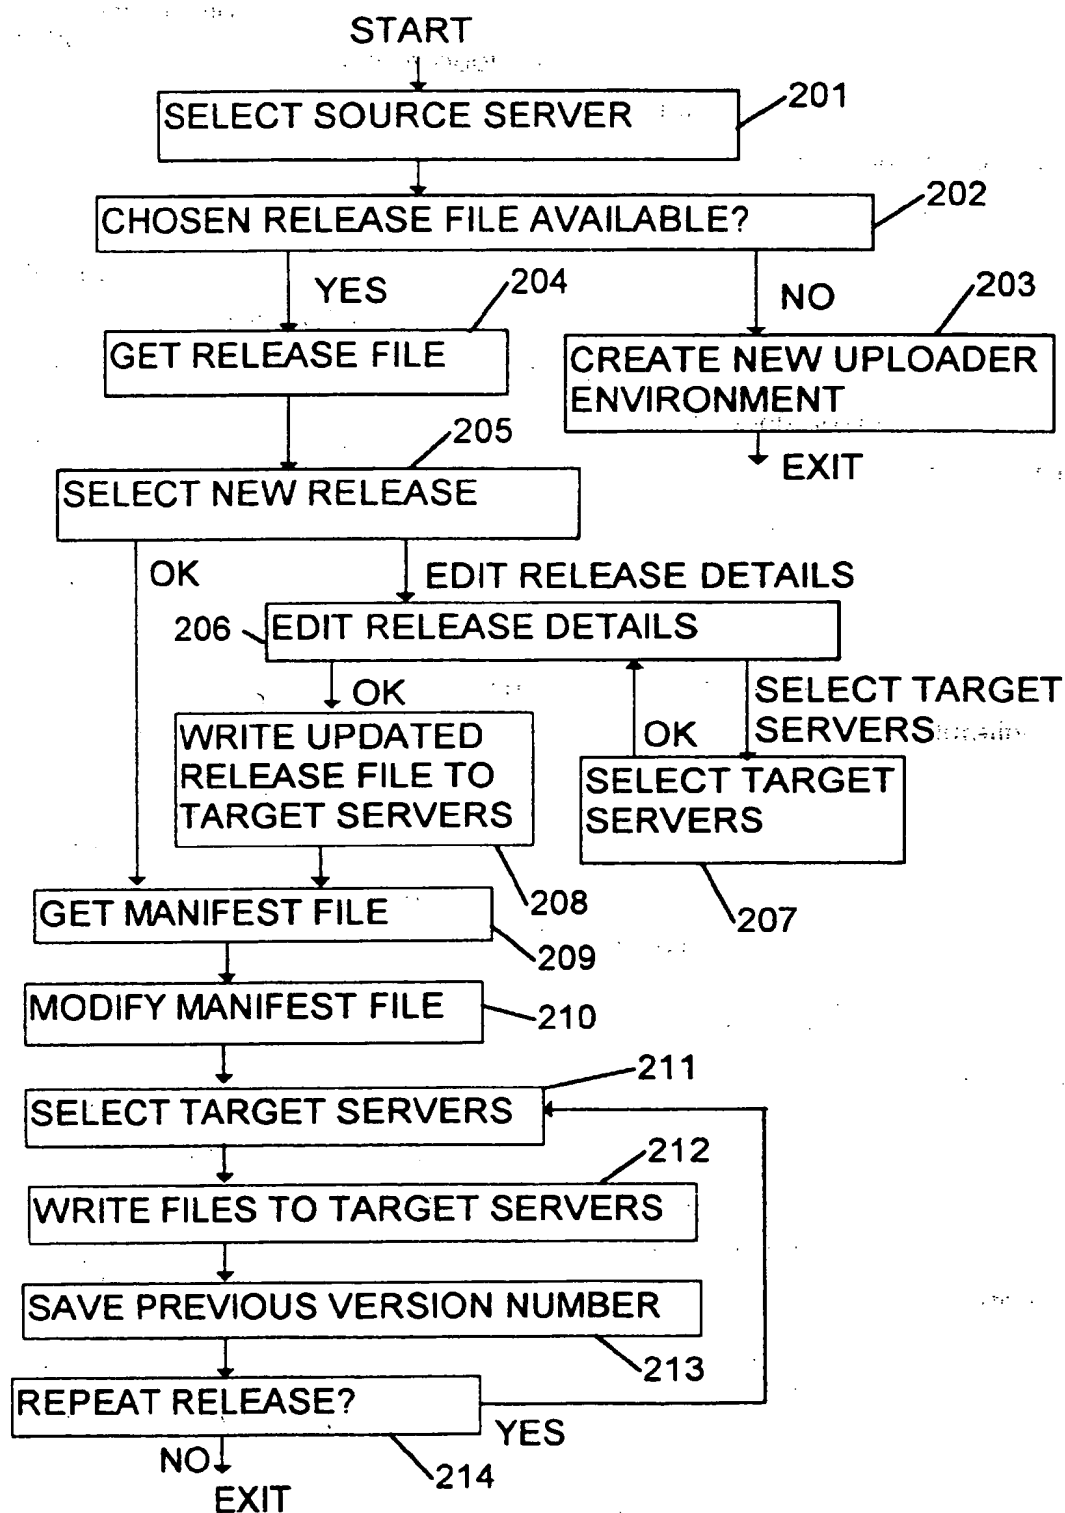 START
SELECT SOURCE SERVER
201
CHOSEN RELEASE FILE AVAILABLE?
202
YES
204
NO
203
GET RELEASE FILE
CREATE NEW UPLOADER
ENVIRONMENT
205
EXIT
SELECT NEW RELEASE
OK
EDIT RELEASE DETAILS
206
EDIT RELEASE DETAILS
OK
SELECT TARGET
SERVERS
OK
WRITE UPDATED
RELEASE FILE TO
TARGET SERVERS
SELECT TARGET
SERVERS
208
207
GET MANIFEST FILE
209
MODIFY MANIFEST FILE
210
211
SELECT TARGET SERVERS
212
WRITE FILES TO TARGET SERVERS
SAVE PREVIOUS VERSION NUMBER
213
REPEAT RELEASE?
YES
NO
214
EXIT